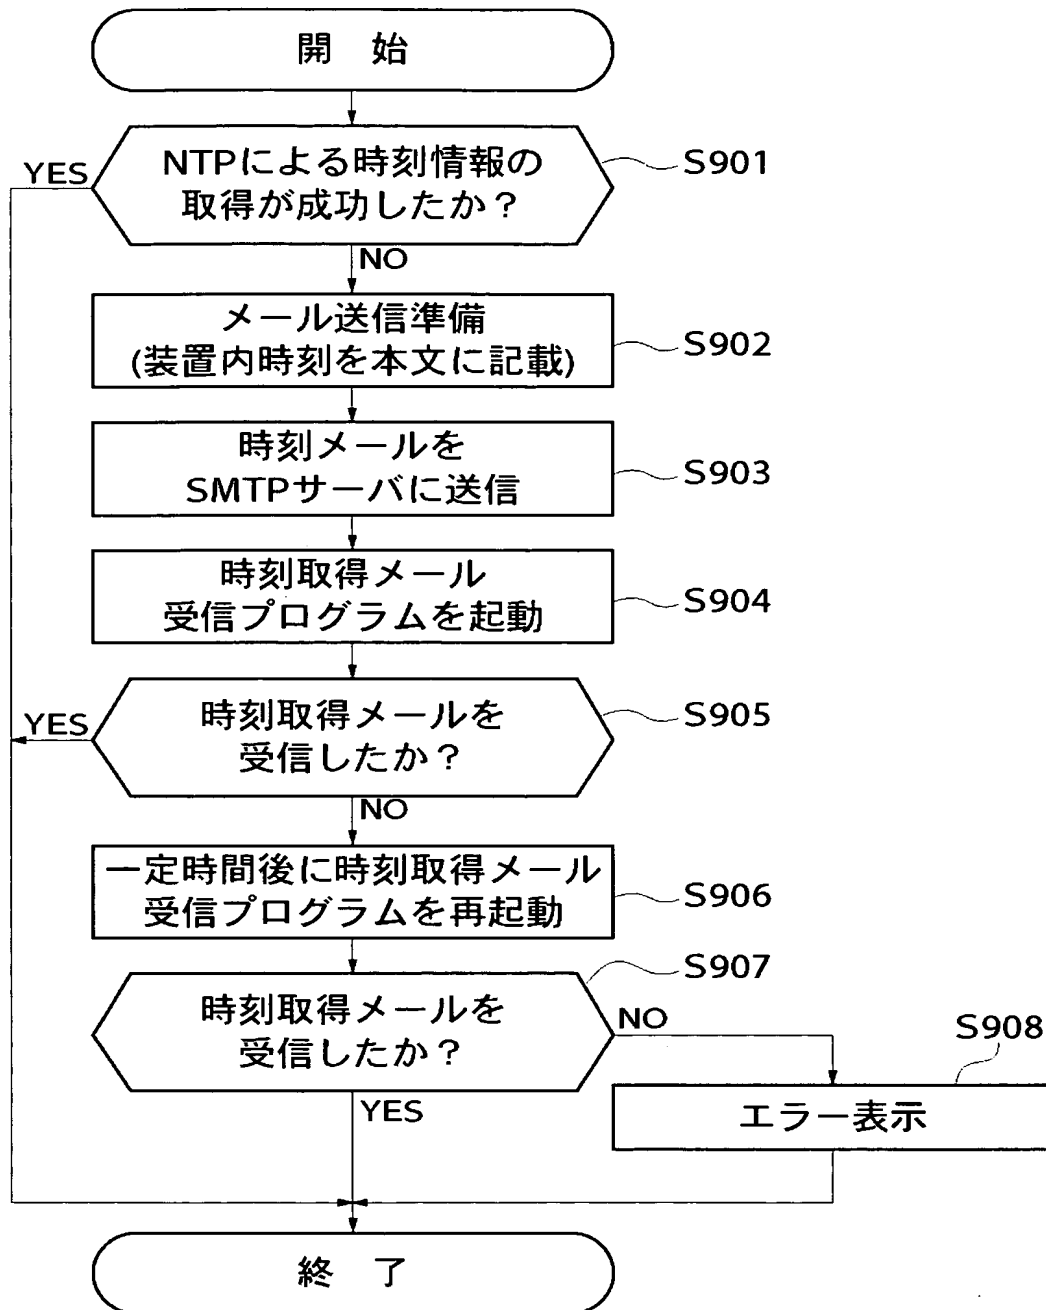 開 始
NTPによる時刻情報の
取得が成功したか？
S901
YES
NO
メール送信準備
(装置内時刻を本文に記載)
S902
時刻メールを
SMTPサーバに送信
S903
時刻取得メール
受信プログラムを起動
S904
時刻取得メールを
受信したか？
S905
YES
NO
一定時間後に時刻取得メール
受信プログラムを再起動
S906
時刻取得メールを
受信したか？
S907
NO
YES
S908
エラー表示
終 了